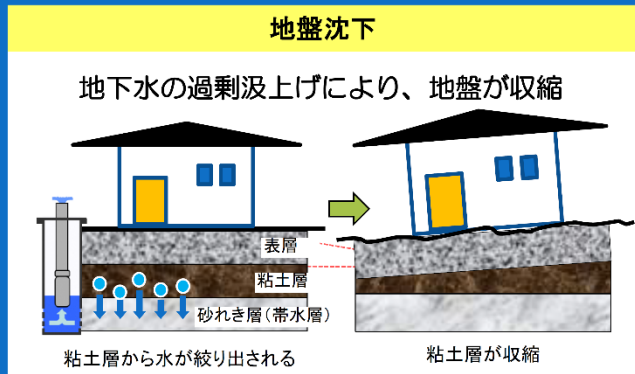 地盤沈下
地下水の過剰汲上げにより、地盤が収縮
表層
粘土層
砂れき層(帯水層)
粘土層から水が絞り出される
粘土層が収縮